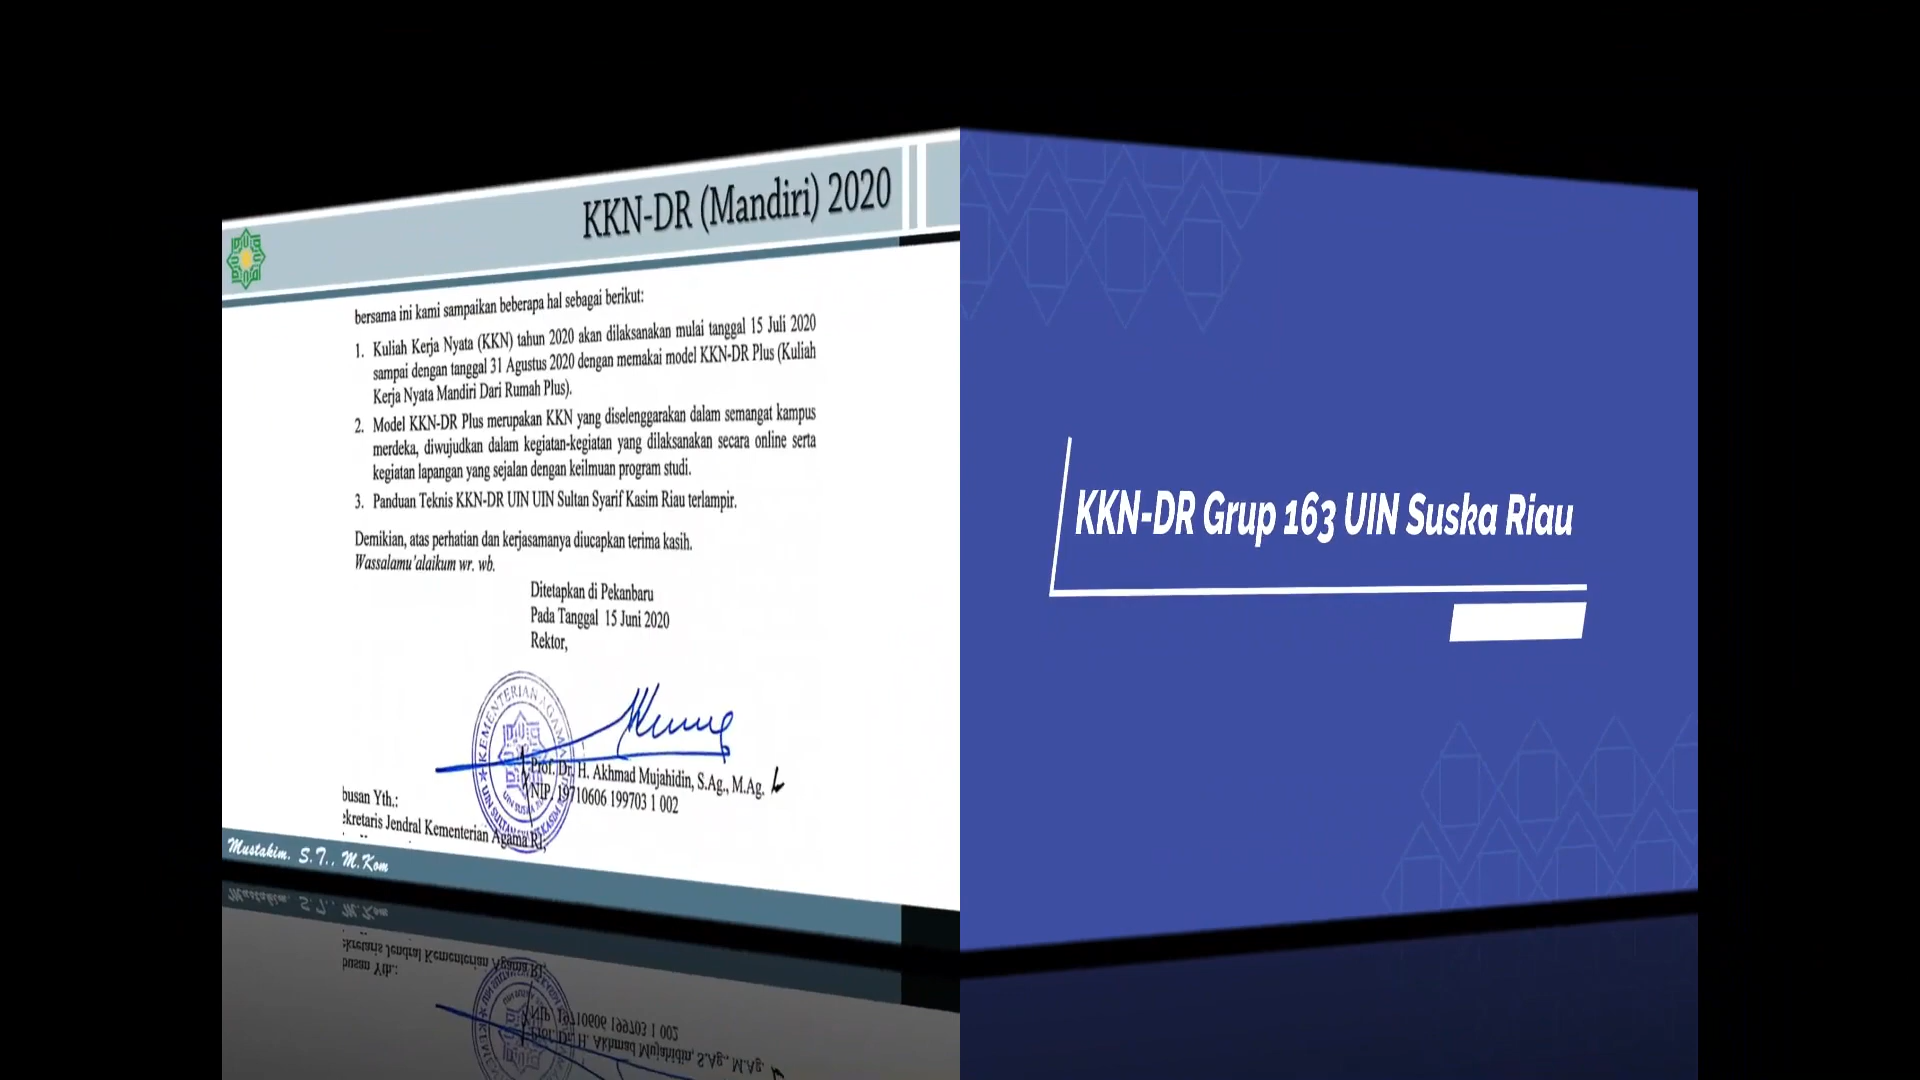 KKN-DR (Mandiri) 2020
bersama ini kami sampaikan beberapa hal sebagai berikut:
1. Kuliah Kerja Nyata (KKN) tahun 2020 akan dilaksanakan mulai tanggal 15 Juli 2020
sampai dengan tanggal 31 Agustus 2020 dengan memakai model KKN-DR Plus (Kuliah
Kerja Nyata Mandiri Dari Rumah Plus).
2. Model KKN-DR Plus merupakan KKN yang diselenggarakan dalam semangat kampus
merdeka, diwujudkan dalam kegiatan-kegiatan yang dilaksanakan secara online serta
kegiatan lapangan yang sejalan dengan keilmuan program studi.
3. Panduan Teknis KKN-DR UIN UIN Sultan Syarif Kasim Riau terlampir.
Demikian, atas perhatian dan kerjasamanya diucapkan terima kasih.
Wassalamu'alaikum wr. wb.
Ditetapkan di Pekanbaru
Pada Tanggal 15 Juni 2020
Rektor,
KEMENTERIAN AGAMA
Prof. Dr. H. Akhmad Mujahidin, S.Ag., M.Ag.
NIP. 19710606 199703 1 002
busan Yth.:
ekretaris Jendral Kementerian Agama RI;
Mustakim. S.T., M.Kom
KKN-DR Grup 163 UIN Suska Riau